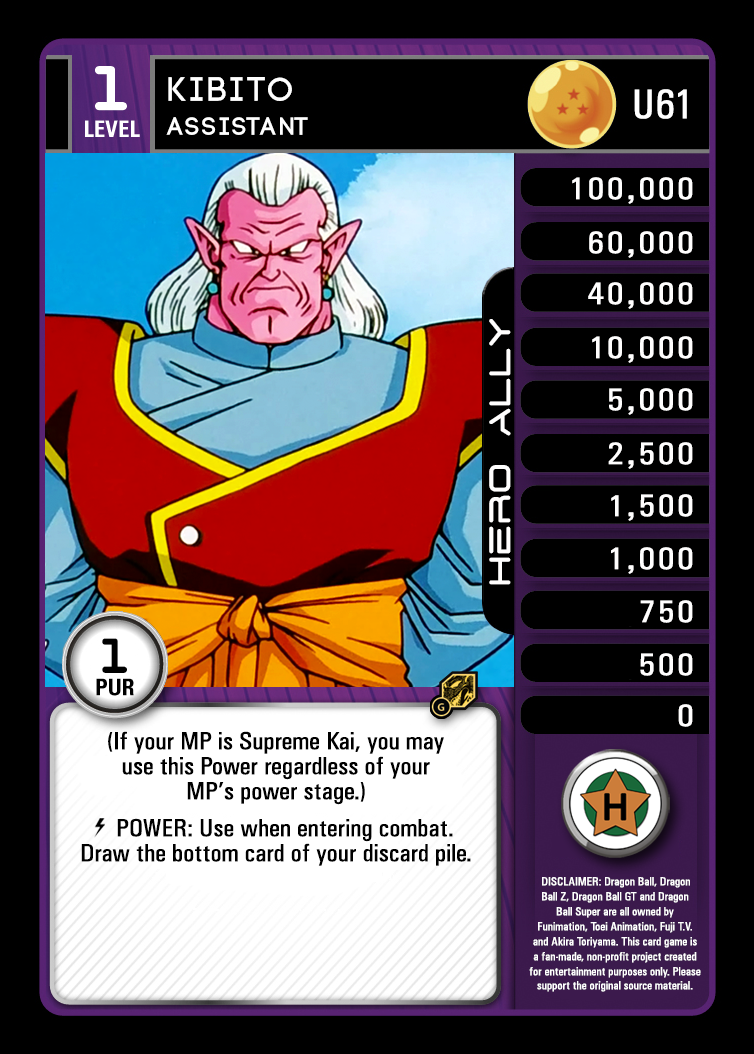 1
LEVEL
KIBITO
ASSISTANT
U61
100,000
60,000
40,000
10,000
5,000
2,500
1,500
1,000
750
500
0
HERO ALLY
1
PUR
G
(If your MP is Supreme Kai, you may
use this Power regardless of your
MP's power stage.)
POWER: Use when entering combat.
Draw the bottom card of your discard pile.
H
DISCLAIMER: Dragon Ball, Dragon
Ball Z, Dragon Ball GT and Dragon
Ball Super are all owned by
Funimation, Toei Animation, Fuji T.V.
and Akira Toriyama. This card game is
a fan-made, non-profit project created
for entertainment purposes only. Please
support the original source material.